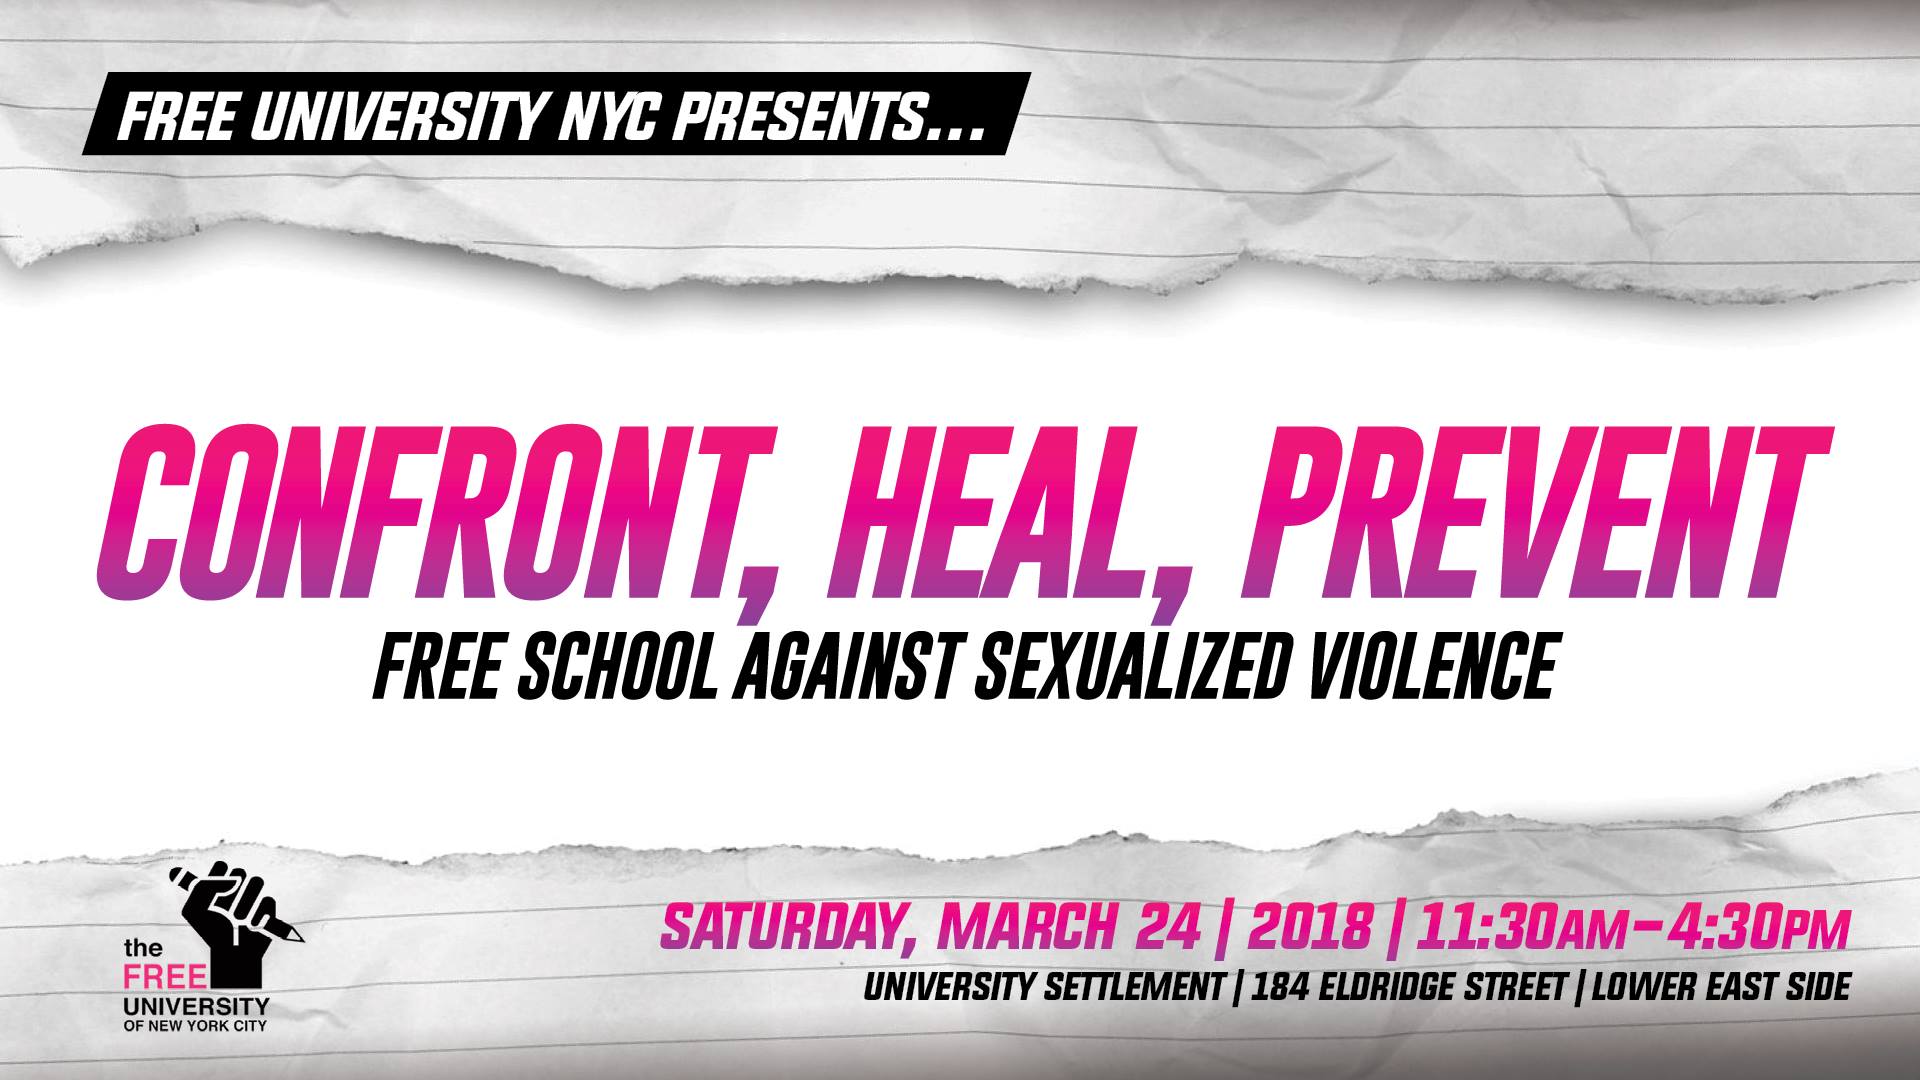 FREE UNIVERSITY NYC PRESENTS...
CONFRONT, HEAL, PREVENT
FREE SCHOOL AGAINST SEXUALIZED VIOLENCE
the
FREE
UNIVERSITY
OF NEW YORK CITY
SATURDAY, MARCH 24 | 2018 | 11:30AM–4:30PM
UNIVERSITY SETTLEMENT | 184 ELDRIDGE STREET | LOWER EAST SIDE